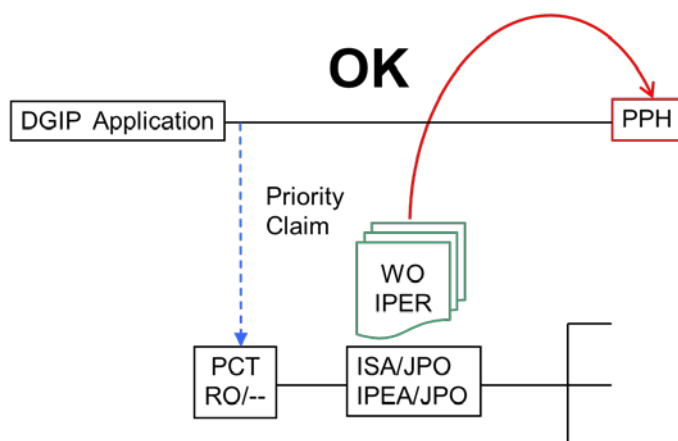 OK
DGIP Application
PPH
Priority
Claim
WO
IPER
PCT
RO/--
ISA/JPO
IPEA/JPO